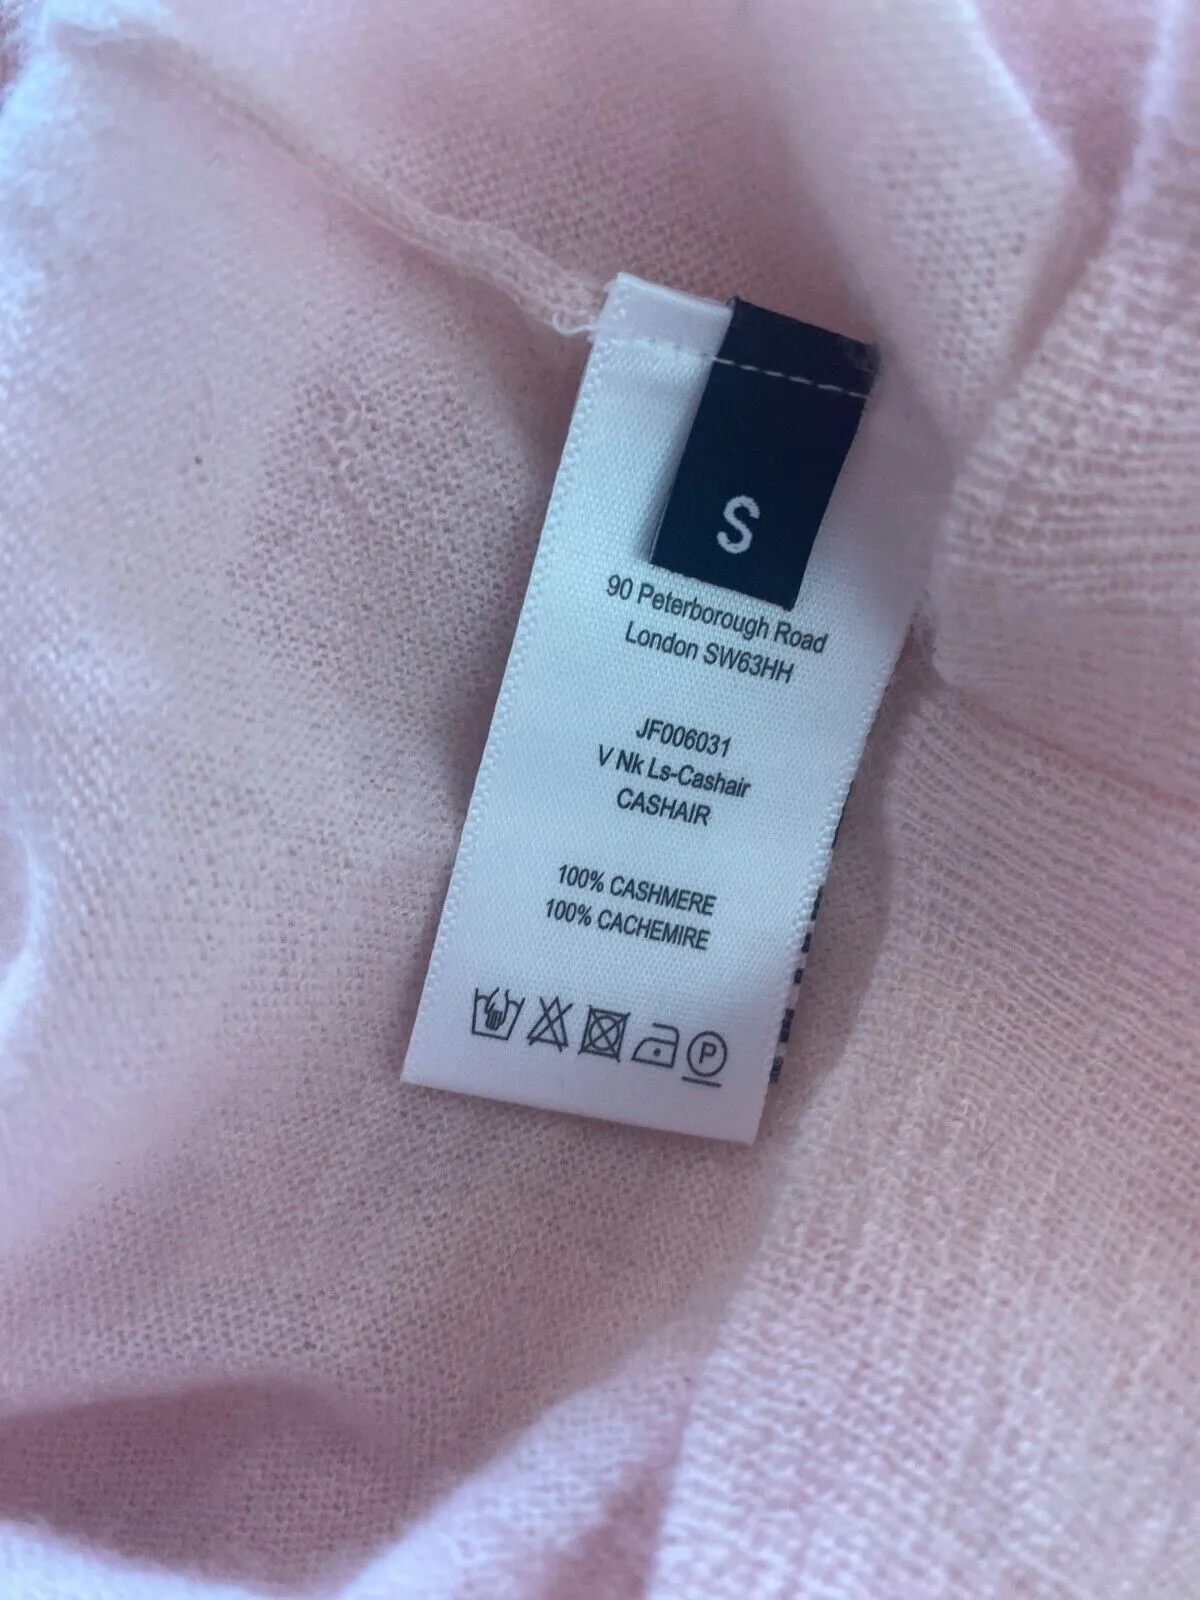 S
90 Peterborough Road
London SW63HH
JF006031
V Nk Ls-Cashair
CASHAIR
100% CASHMERE
100% CACHEMIRE
P